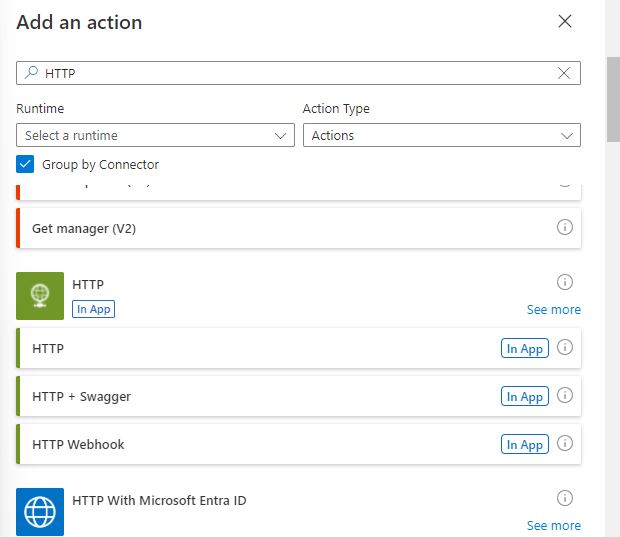 Add an action
HTTP
Runtime
Action Type
Select a runtime
Actions
Group by Connector
Get manager (V2)
HTTP
In App
See more
HTTP
In App
HTTP + Swagger
In App
HTTP Webhook
In App
HTTP With Microsoft Entra ID
See more